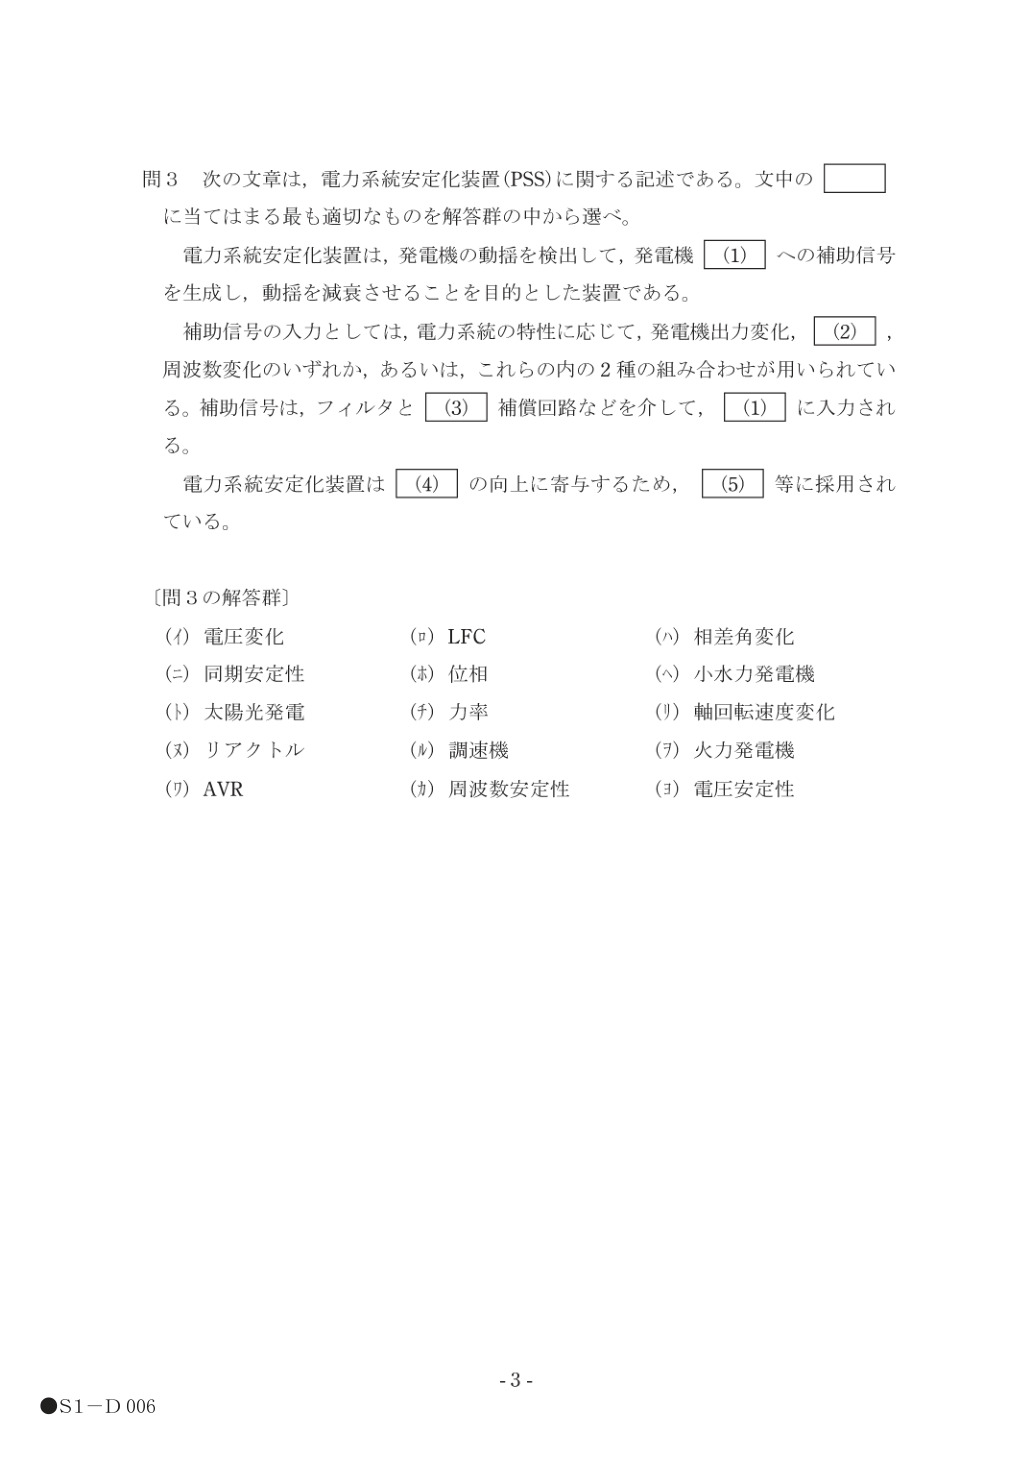 問3 次の文章は，電力系統安定化装置(PSS)に関する記述である。文中の
に当てはまる最も適切なものを解答群の中から選べ。
電力系統安定化装置は，発電機の動揺を検出して，発電機 (1) への補助信号
を生成し，動揺を減衰させることを目的とした装置である。
補助信号の入力としては，電力系統の特性に応じて，発電機出力変化， (2) ，
周波数変化のいずれか，あるいは，これらの内の2種の組み合わせが用いられてい
る。補助信号は，フィルタと (3) 補償回路などを介して， (1) に入力され
る。
電力系統安定化装置は (4) の向上に寄与するため， (5) 等に採用され
ている。
〔問3の解答群〕
(イ) 電圧変化 (ロ) LFC (ハ) 相差角変化
(ニ) 同期安定性 (ホ) 位相 (ヘ) 小水力発電機
(ト) 太陽光発電 (チ) 力率 (リ) 軸回転速度変化
(ヌ) リアクトル (ル) 調速機 (ヲ) 火力発電機
(ワ) AVR (カ) 周波数安定性 (ヨ) 電圧安定性
- 3 -
●S1－D 006